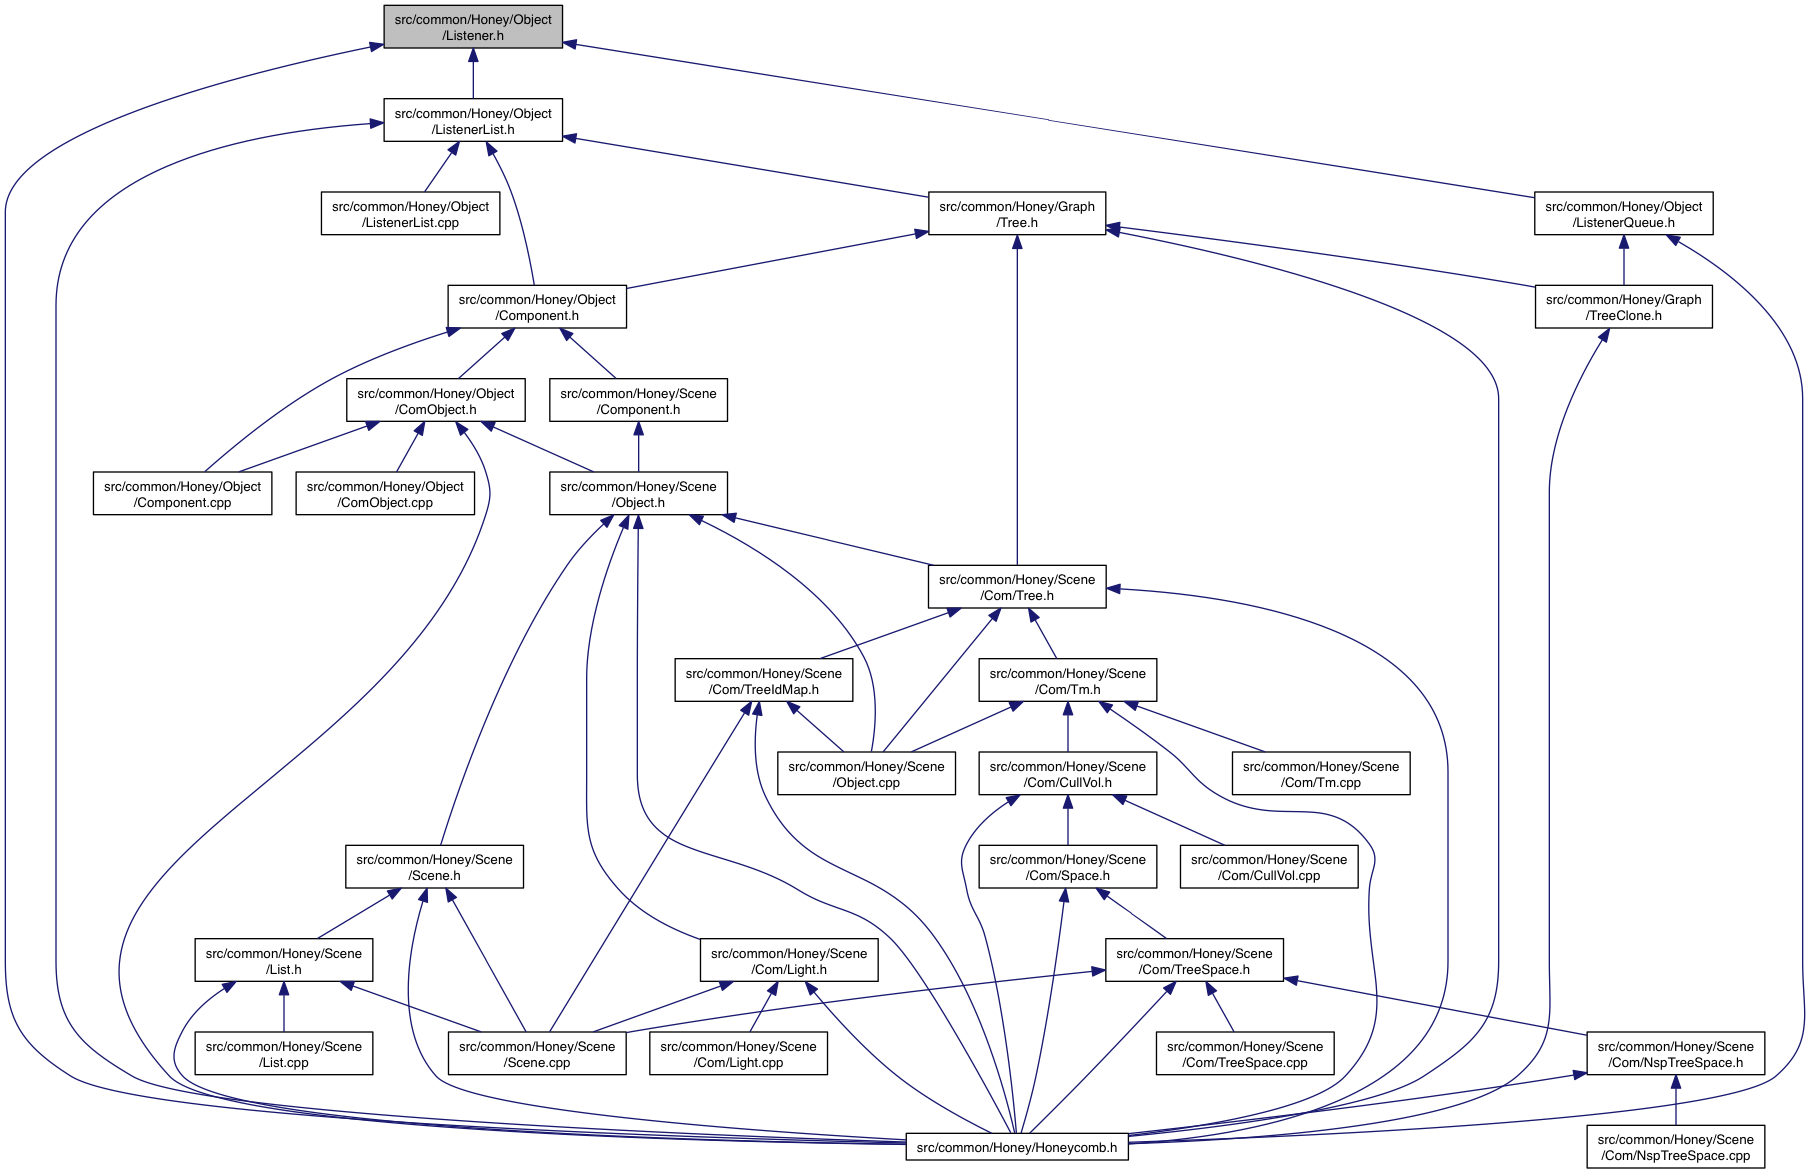 src/common/Honey/Object
/Listener.h
src/common/Honey/Object
/ListenerList.h
src/common/Honey/Object
/ListenerList.cpp
src/common/Honey/Graph
/Tree.h
src/common/Honey/Object
/ListenerQueue.h
src/common/Honey/Object
/Component.h
src/common/Honey/Graph
/TreeClone.h
src/common/Honey/Object
/ComObject.h
src/common/Honey/Scene
/Component.h
src/common/Honey/Object
/Component.cpp
src/common/Honey/Object
/ComObject.cpp
src/common/Honey/Scene
/Object.h
src/common/Honey/Scene
/Com/Tree.h
src/common/Honey/Scene
/Com/TreeIdMap.h
src/common/Honey/Scene
/Com/Tm.h
src/common/Honey/Scene
/Object.cpp
src/common/Honey/Scene
/Com/CullVol.h
src/common/Honey/Scene
/Com/Tm.cpp
src/common/Honey/Scene
/Scene.h
src/common/Honey/Scene
/Com/Space.h
src/common/Honey/Scene
/Com/CullVol.cpp
src/common/Honey/Scene
/List.h
src/common/Honey/Scene
/Com/Light.h
src/common/Honey/Scene
/Com/TreeSpace.h
src/common/Honey/Scene
/List.cpp
src/common/Honey/Scene
/Scene.cpp
src/common/Honey/Scene
/Com/Light.cpp
src/common/Honey/Scene
/Com/TreeSpace.cpp
src/common/Honey/Scene
/Com/NspTreeSpace.h
src/common/Honey/Honeycomb.h
src/common/Honey/Scene
/Com/NspTreeSpace.cpp